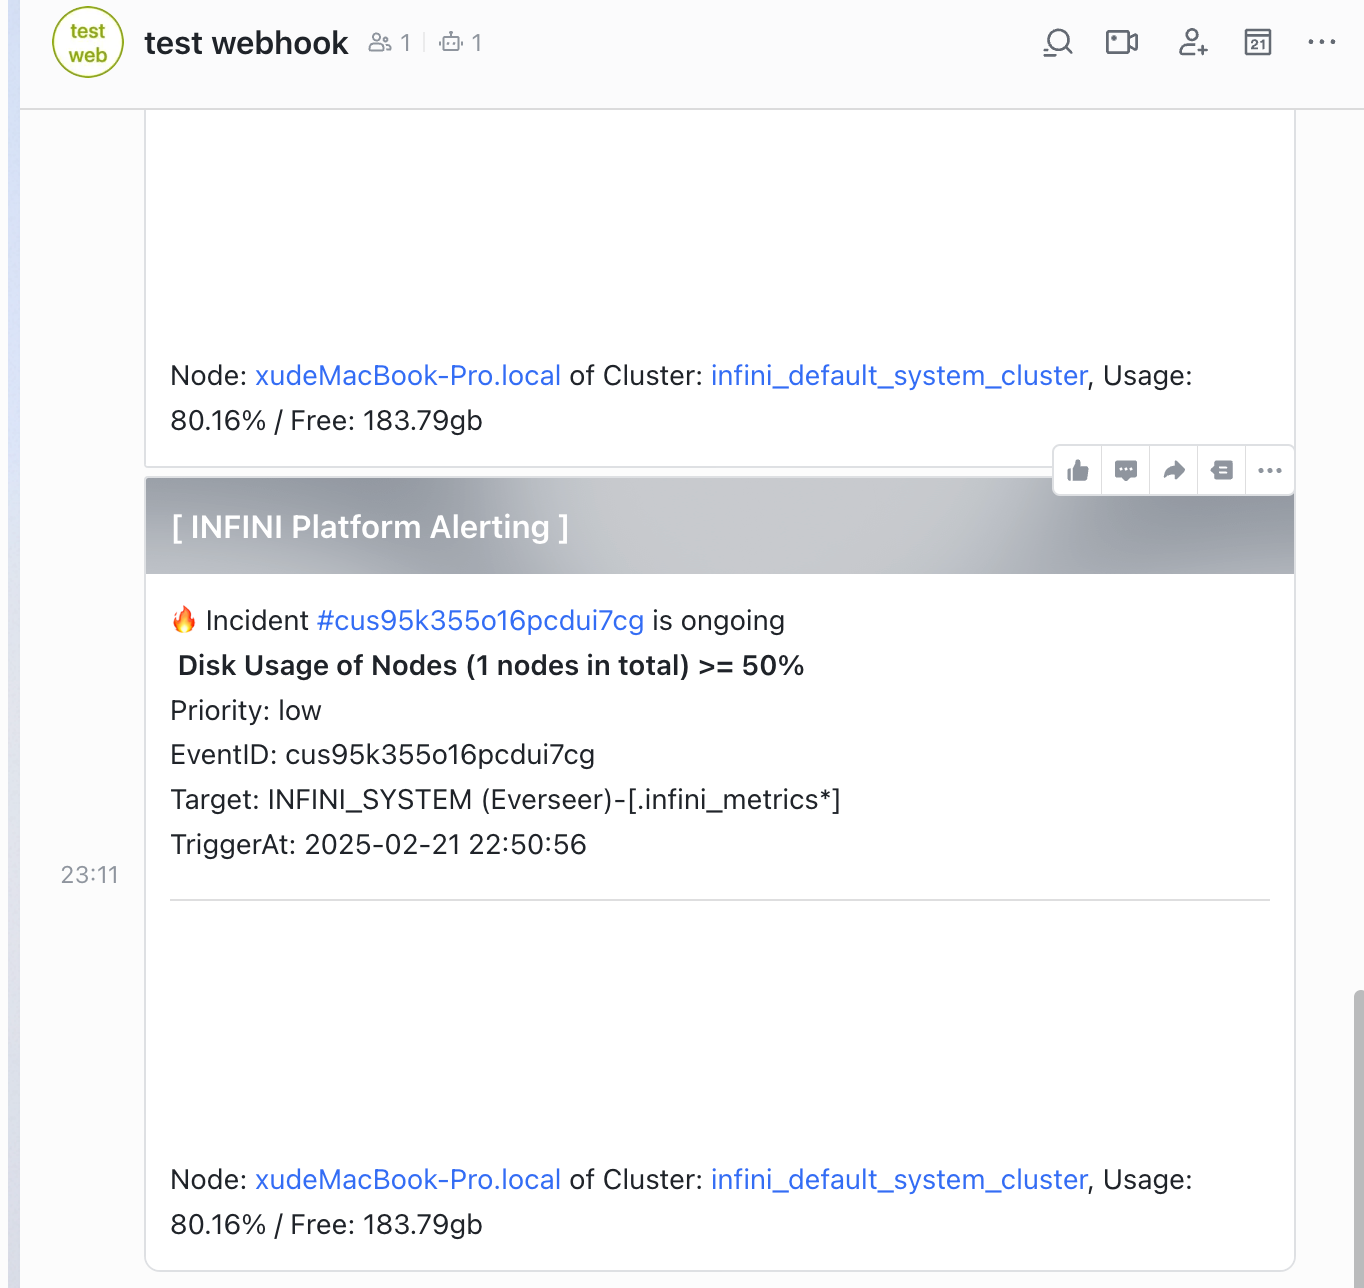 test
web
test webhook 1 1
21
Node: xudeMacBook-Pro.local of Cluster: infini_default_system_cluster, Usage:
80.16% / Free: 183.79gb
[ INFINI Platform Alerting ]
🔥 Incident #cus95k355o16pcdui7cg is ongoing
Disk Usage of Nodes (1 nodes in total) >= 50%
Priority: low
EventID: cus95k355o16pcdui7cg
Target: INFINI_SYSTEM (Everseer)-[.infini_metrics*]
TriggerAt: 2025-02-21 22:50:56
23:11
Node: xudeMacBook-Pro.local of Cluster: infini_default_system_cluster, Usage:
80.16% / Free: 183.79gb